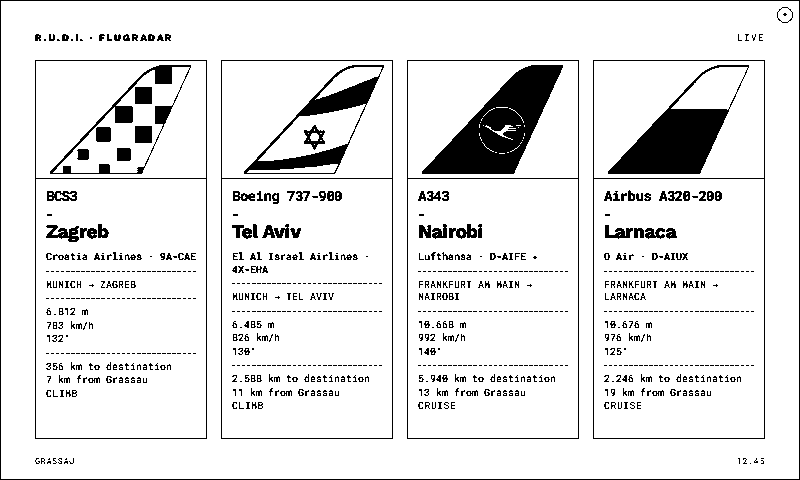 R.U.D.I. · FLUGRADAR
LIVE
BCS3
-
Zagreb
Croatia Airlines · 9A-CAE
MUNICH → ZAGREB
6.812 m
783 km/h
132°
356 km to destination
7 km from Grassau
CLIMB
Boeing 737-900
-
Tel Aviv
El Al Israel Airlines ·
4X-EHA
MUNICH → TEL AVIV
6.485 m
826 km/h
130°
2.588 km to destination
11 km from Grassau
CLIMB
A343
-
Nairobi
Lufthansa · D-AIFE ✦
FRANKFURT AM MAIN →
NAIROBI
10.668 m
992 km/h
140°
5.940 km to destination
13 km from Grassau
CRUISE
Airbus A320-200
-
Larnaca
O Air · D-AIUX
FRANKFURT AM MAIN →
LARNACA
10.676 m
976 km/h
125°
2.246 km to destination
19 km from Grassau
CRUISE
GRASSAU
12:45